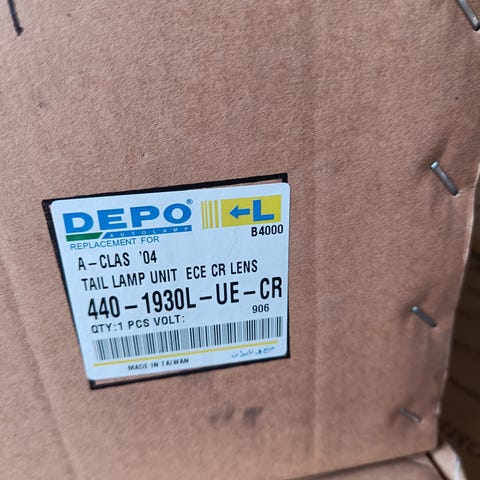 DEPO®
AUTOLAMP
←L
B4000
REPLACEMENT FOR
A-CLAS '04
TAIL LAMP UNIT ECE CR LENS
440-1930L-UE-CR
QTY:1 PCS VOLT:
906
MADE IN TAIWAN